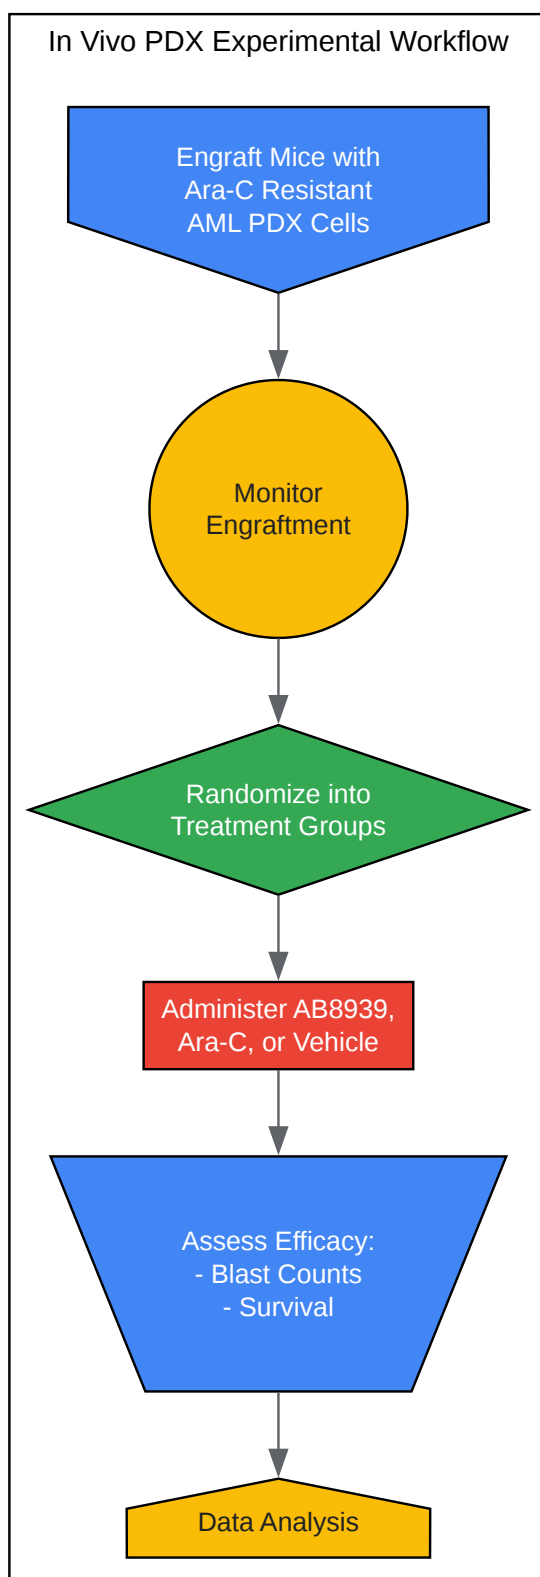 In Vivo PDX Experimental Workflow
Engraft Mice with
Ara-C Resistant
AML PDX Cells
Monitor
Engraftment
Randomize into
Treatment Groups
Administer AB8939,
Ara-C, or Vehicle
Assess Efficacy:
- Blast Counts
- Survival
Data Analysis